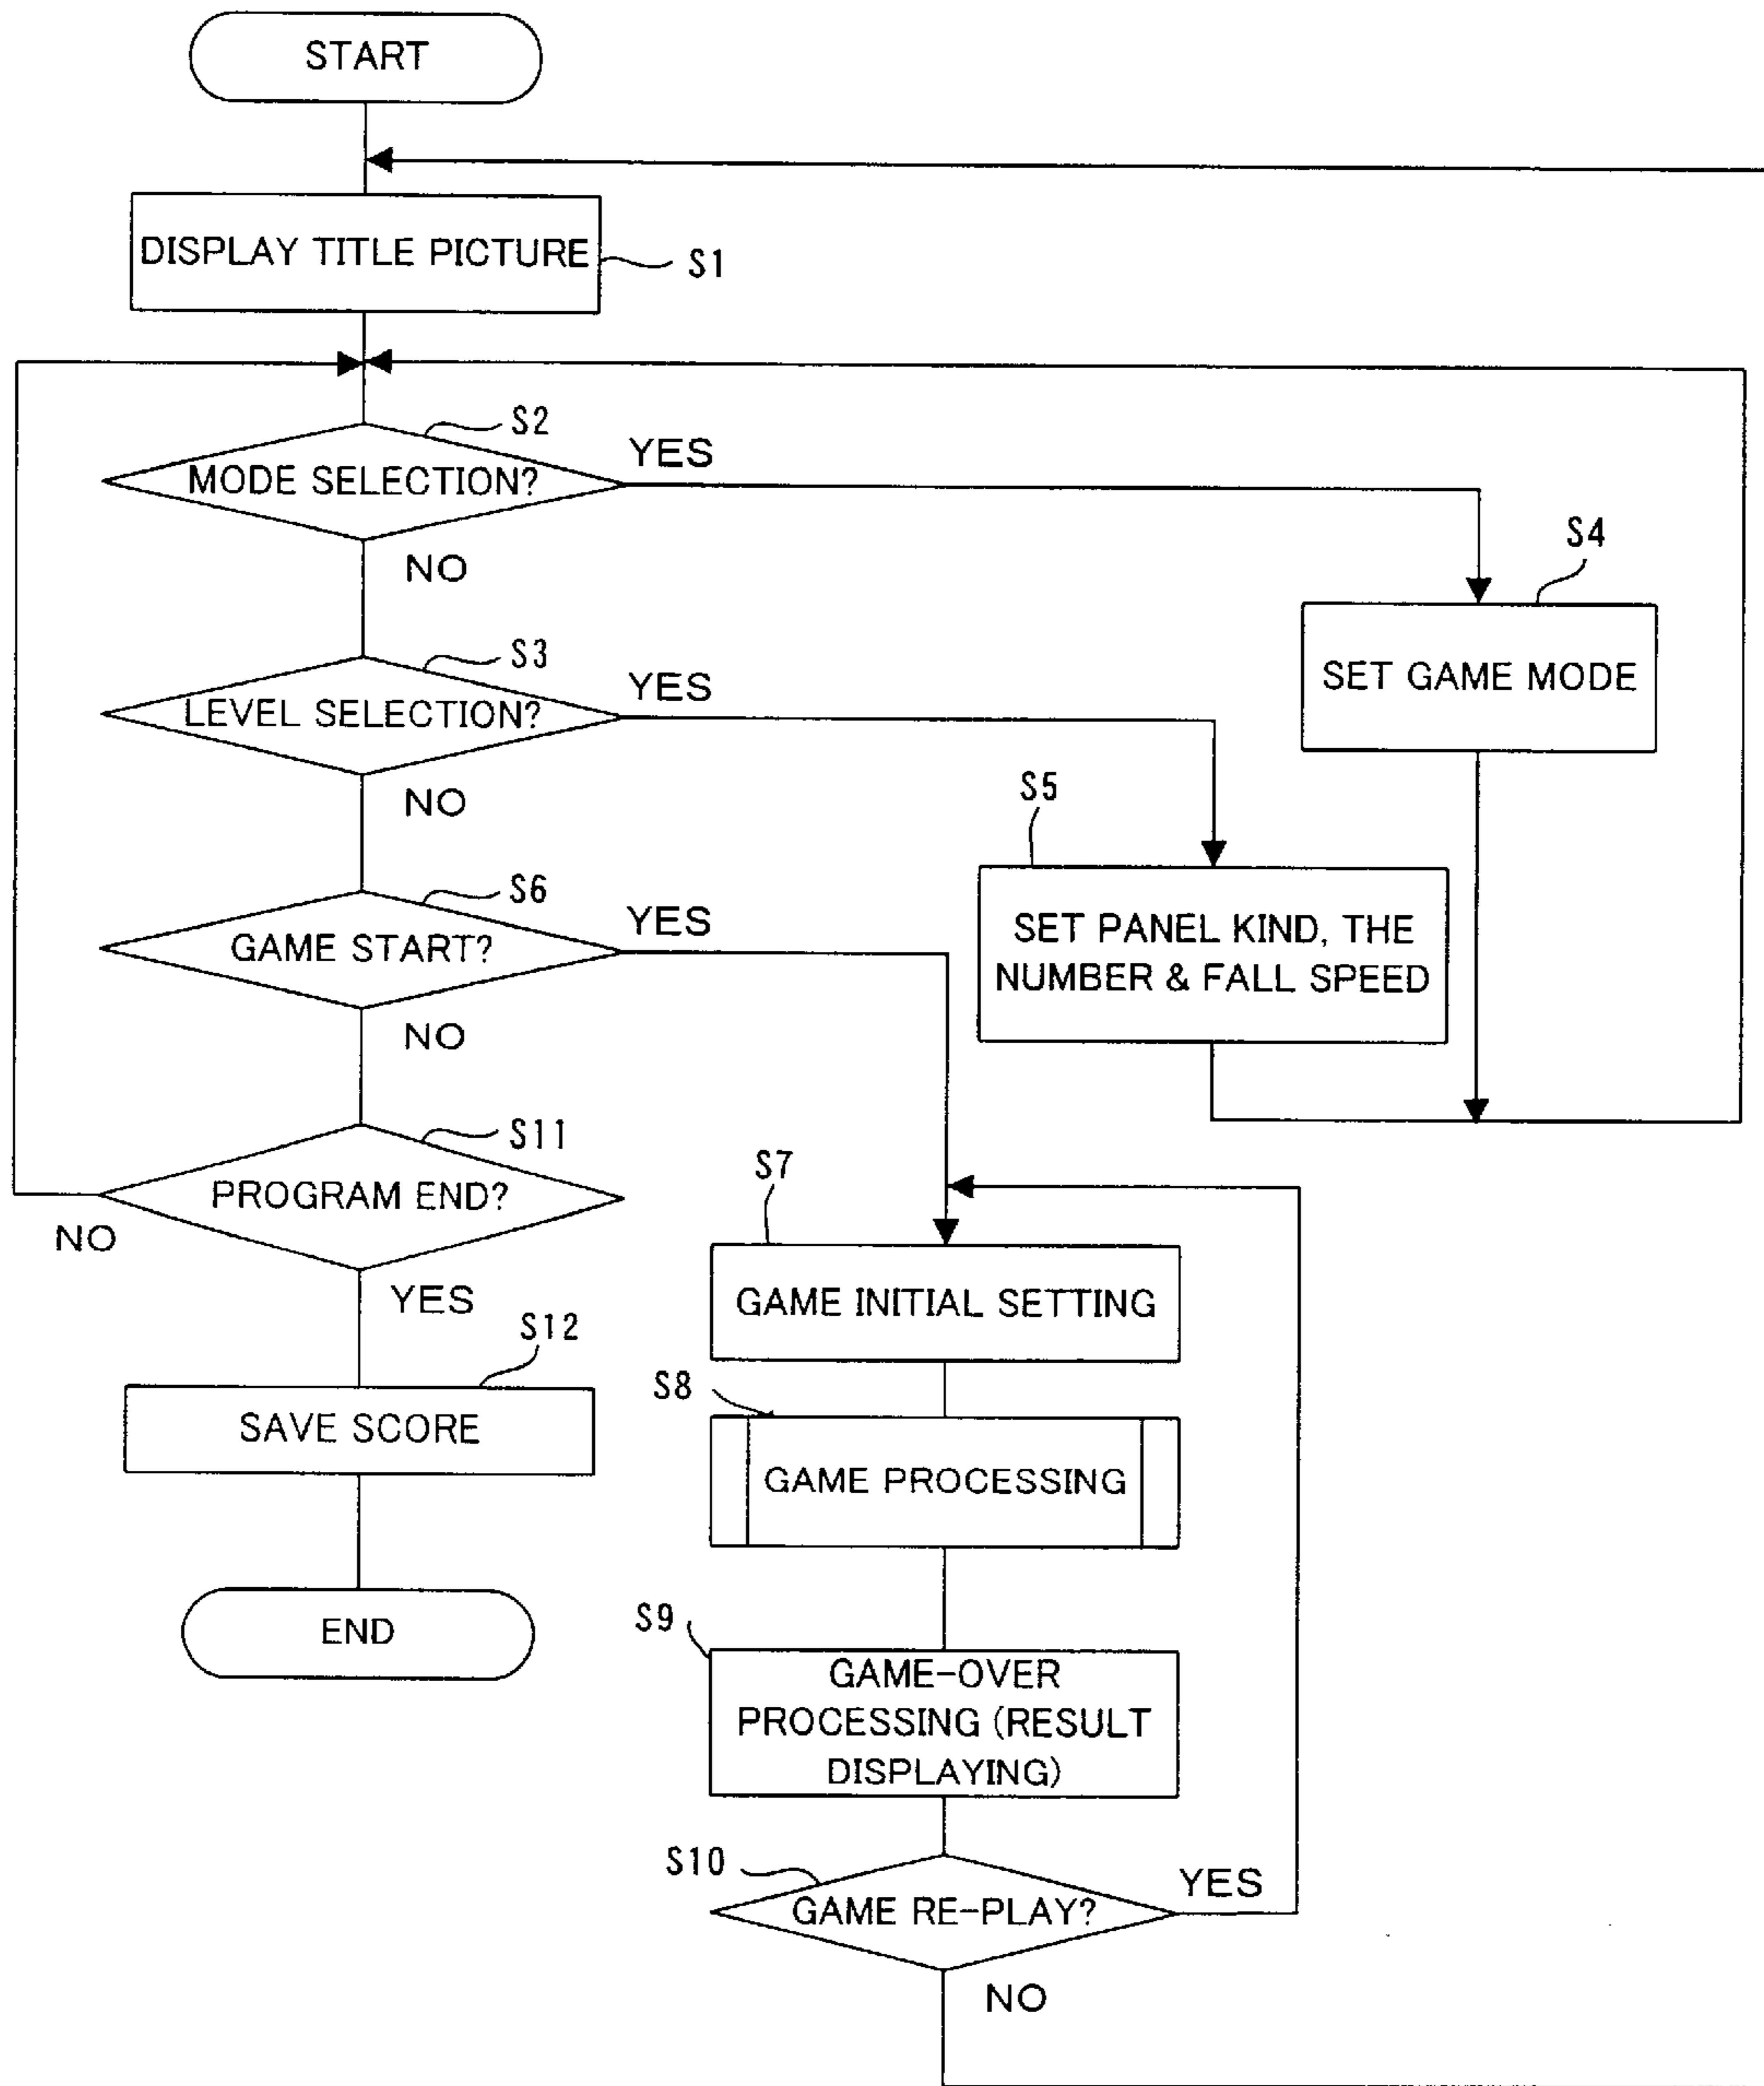 START
DISPLAY TITLE PICTURE
S1
S2
MODE SELECTION?
YES
NO
S4
SET GAME MODE
S3
LEVEL SELECTION?
YES
NO
S5
SET PANEL KIND, THE
NUMBER & FALL SPEED
S6
GAME START?
YES
NO
S11
PROGRAM END?
NO
YES
S12
SAVE SCORE
END
S7
GAME INITIAL SETTING
S8
GAME PROCESSING
S9
GAME-OVER
PROCESSING (RESULT
DISPLAYING)
S10
GAME RE-PLAY?
YES
NO